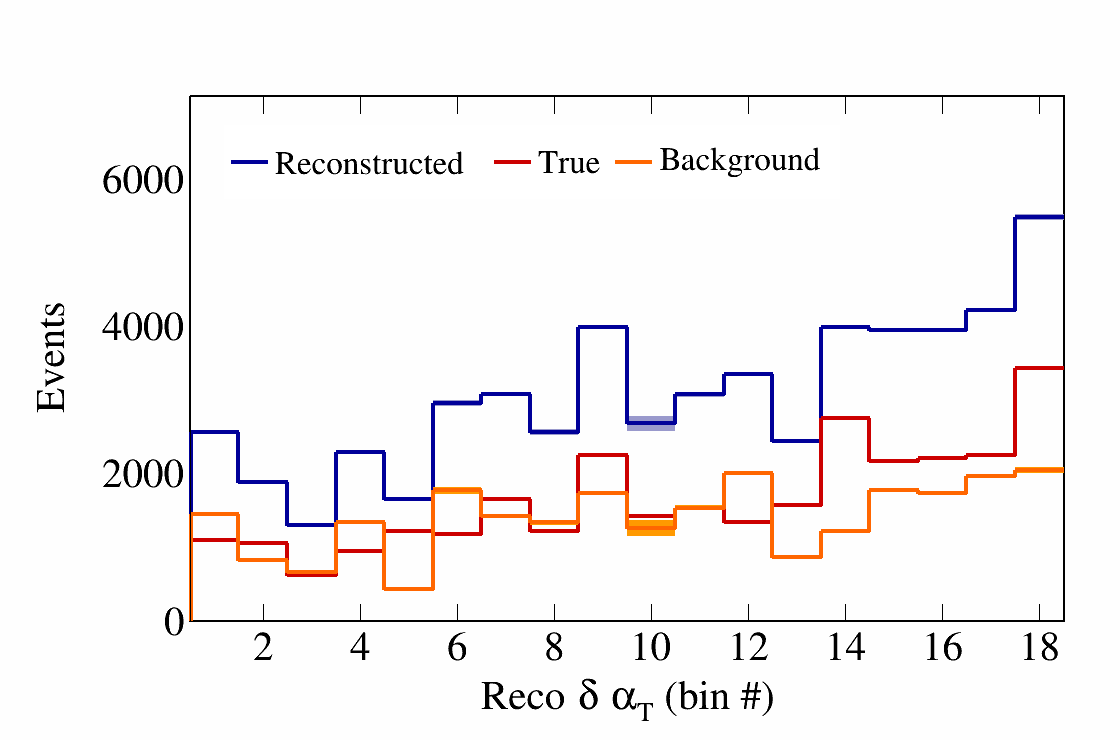 Reconstructed True Background
6000
4000
2000
0
Events
2 4 6 8 10 12 14 16 18
Reco δ αT (bin #)